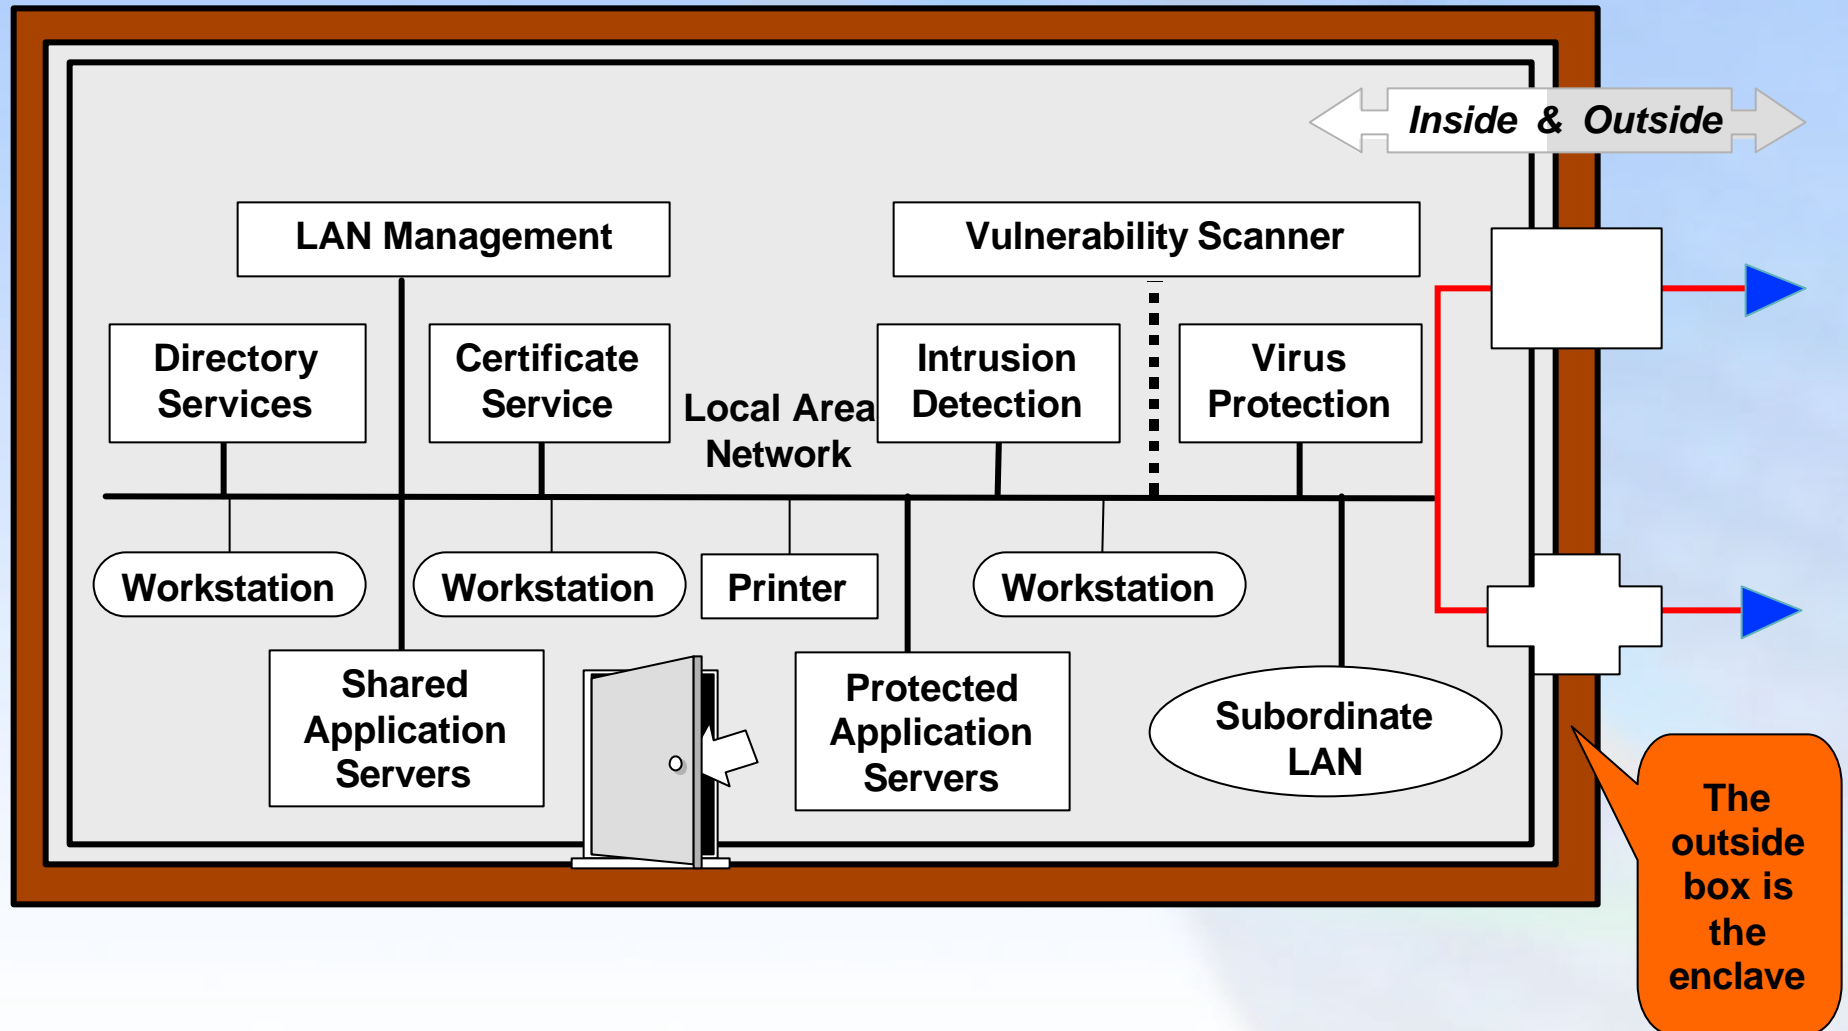 Inside & Outside
LAN Management
Vulnerability Scanner
Directory
Services
Certificate
Service
Local Area
Network
Intrusion
Detection
Virus
Protection
Workstation
Workstation
Printer
Workstation
Shared
Application
Servers
Protected
Application
Servers
Subordinate
LAN
The
outside
box is
the
enclave